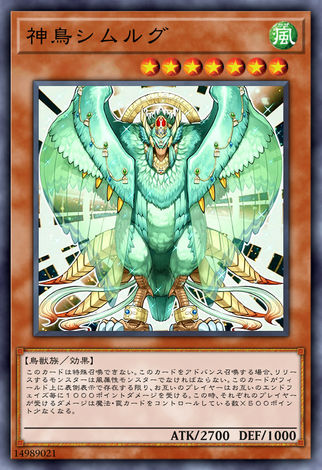 神鳥シムルグ
風
【鳥獣族／効果】
このカードは特殊召喚できない。このカードをアドバンス召喚する場合、リリ
ースするモンスターは風属性モンスターでなければならない。このカードがフィ
ールド上に表側表示で存在する限り、お互いのプレイヤーはお互いのエンドフ
ェイズ毎に１０００ポイントダメージを受ける。この時、それぞれのプレイヤー
が受けるダメージは魔法・罠カードをコントロールしている数×５００ポイント
少なくなる。
ATK/2700 DEF/1000
14989021